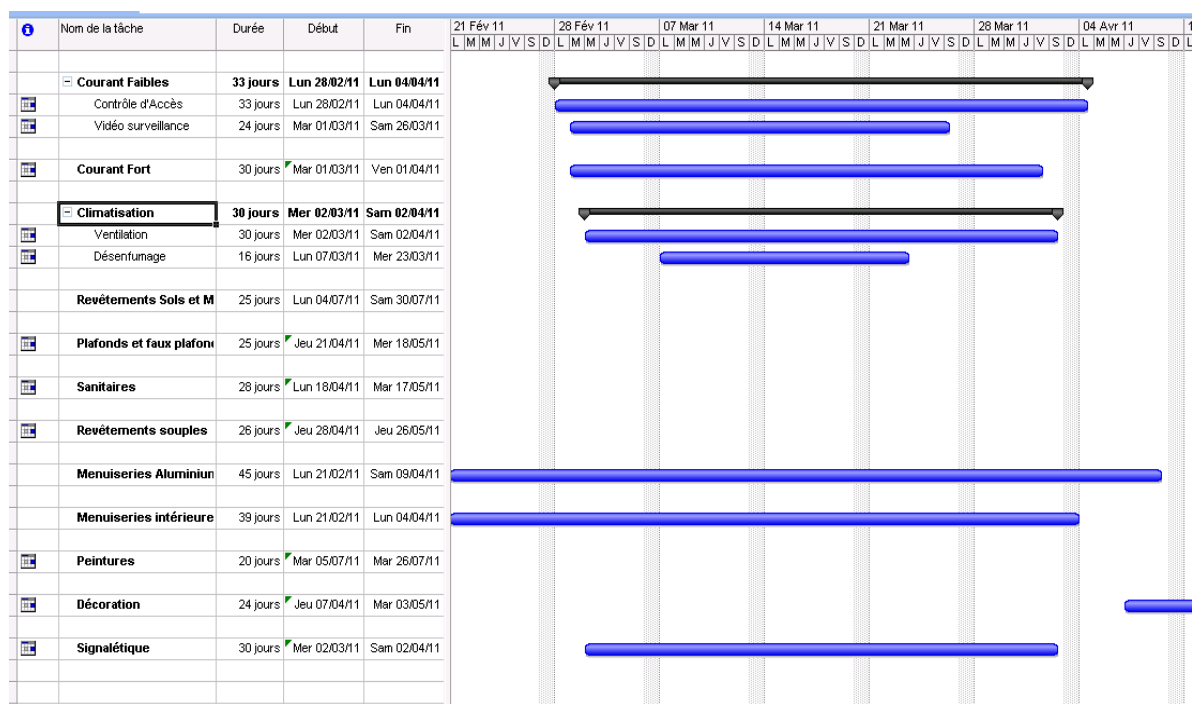 Nom de la tâche Durée Début Fin 21 Fév 11 28 Fév 11 07 Mar 11 14 Mar 11 21 Mar 11 28 Mar 11 04 Avr 11 1
L M M J V S D L M M J V S D L M M J V S D L M M J V S D L M M J V S D L M M J V S D L M M J V S D L
Courant Faibles 33 jours Lun 28/02/11 Lun 04/04/11
Contrôle d'Accès 33 jours Lun 28/02/11 Lun 04/04/11
Vidéo surveillance 24 jours Mar 01/03/11 Sam 26/03/11
Courant Fort 30 jours Mar 01/03/11 Ven 01/04/11
Climatisation 30 jours Mer 02/03/11 Sam 02/04/11
Ventilation 30 jours Mer 02/03/11 Sam 02/04/11
Désenfumage 16 jours Lun 07/03/11 Mer 23/03/11
Revêtements Sols et M 25 jours Lun 04/07/11 Sam 30/07/11
Plafonds et faux plafon 25 jours Jeu 21/04/11 Mer 18/05/11
Sanitaires 28 jours Lun 18/04/11 Mar 17/05/11
Revêtements souples 26 jours Jeu 28/04/11 Jeu 26/05/11
Menuiseries Aluminiun 45 jours Lun 21/02/11 Sam 09/04/11
Menuiseries intérieure 39 jours Lun 21/02/11 Lun 04/04/11
Peintures 20 jours Mar 05/07/11 Mar 26/07/11
Décoration 24 jours Jeu 07/04/11 Mar 03/05/11
Signalétique 30 jours Mer 02/03/11 Sam 02/04/11